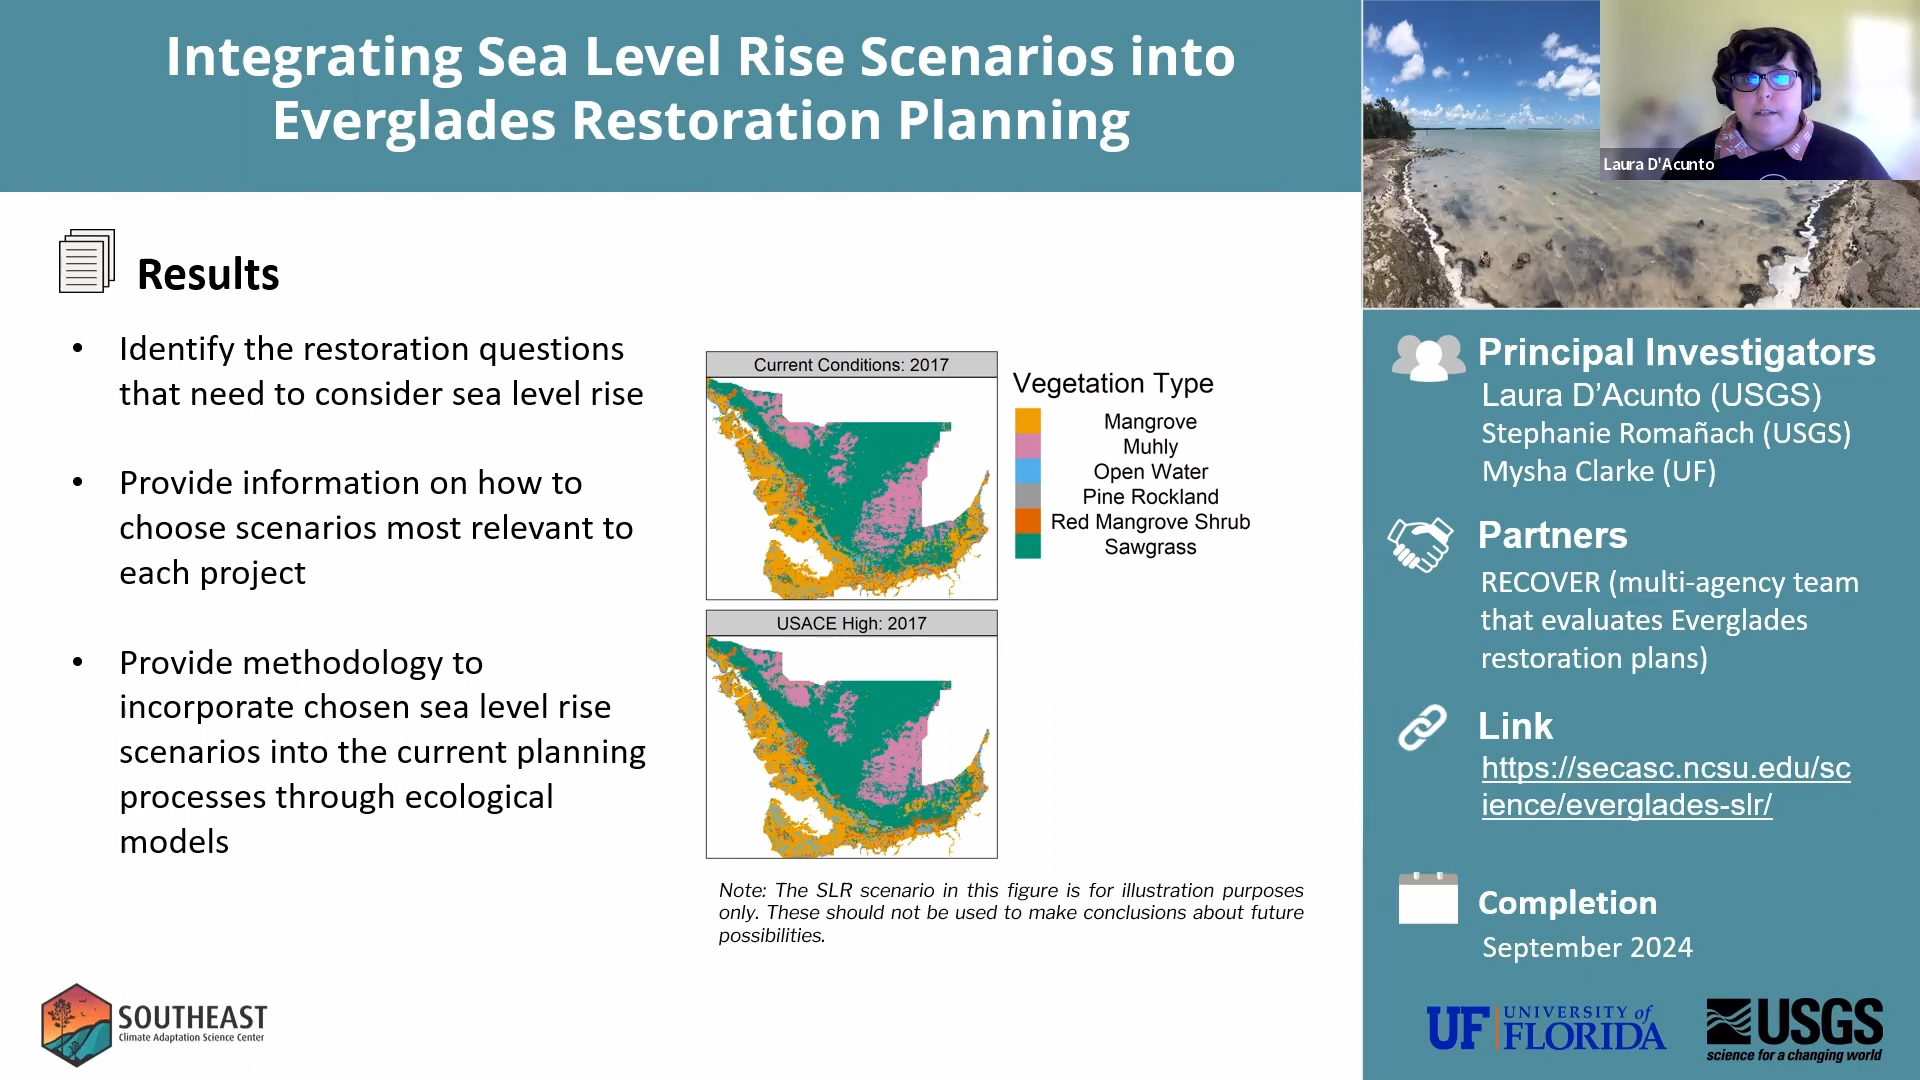 Integrating Sea Level Rise Scenarios into
Everglades Restoration Planning
Laura D'Acunto
Results
• Identify the restoration questions
that need to consider sea level rise
• Provide information on how to
choose scenarios most relevant to
each project
• Provide methodology to
incorporate chosen sea level rise
scenarios into the current planning
processes through ecological
models
Current Conditions: 2017
Vegetation Type
Mangrove
Muhly
Open Water
Pine Rockland
Red Mangrove Shrub
Sawgrass
USACE High: 2017
Note: The SLR scenario in this figure is for illustration purposes
only. These should not be used to make conclusions about future
possibilities.
Principal Investigators
Laura D’Acunto (USGS)
Stephanie Romañach (USGS)
Mysha Clarke (UF)
Partners
RECOVER (multi-agency team
that evaluates Everglades
restoration plans)
Link
https://secasc.ncsu.edu/sc
ience/everglades-slr/
Completion
September 2024
SOUTHEAST
Climate Adaptation Science Center
UF UNIVERSITY of
FLORIDA
USGS
science for a changing world